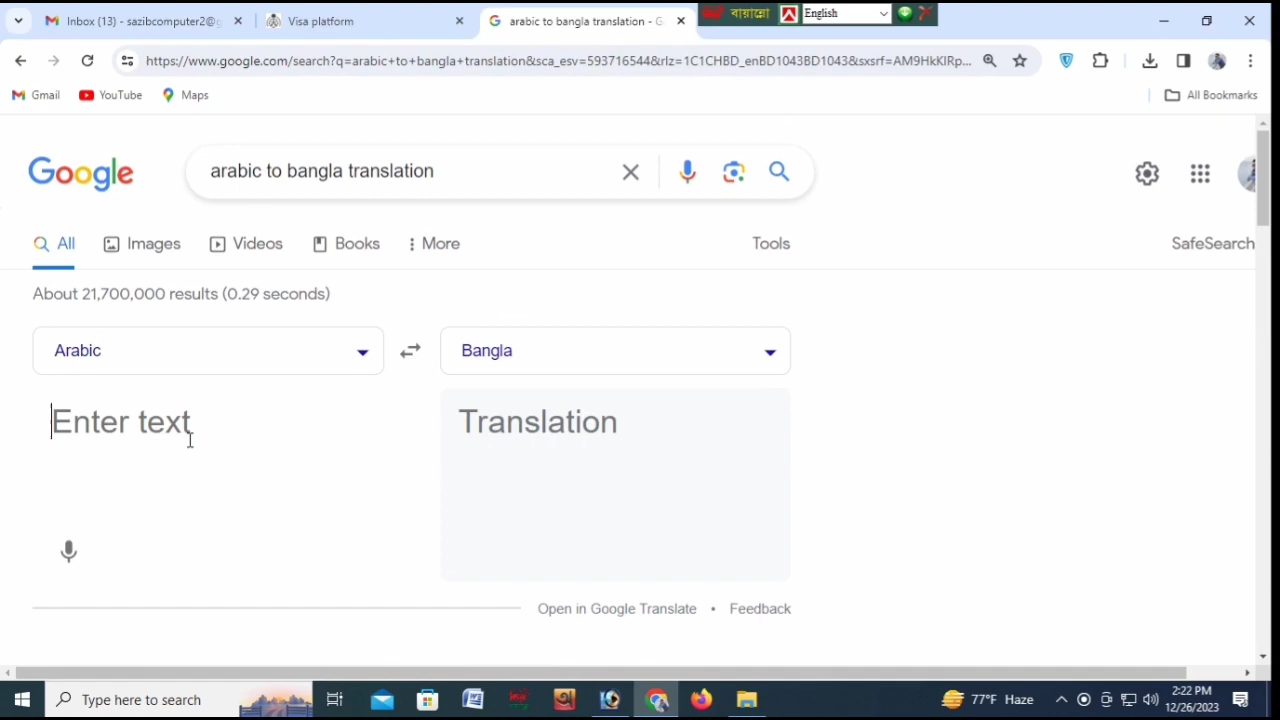 Inbox (13) - sazibcomputer2@g
Visa platform
arabic to bangla translation - G
বায়ান্নো
English
https://www.google.com/search?q=arabic+to+bangla+translation&sca_esv=593716544&rlz=1C1CHBD_enBD1043BD1043&sxsrf=AM9HkKlRp...
Gmail
YouTube
Maps
All Bookmarks
Google
arabic to bangla translation
All
Images
Videos
Books
More
Tools
SafeSearch
About 21,700,000 results (0.29 seconds)
Arabic
Bangla
Enter text
Translation
Open in Google Translate • Feedback
Type here to search
77°F Haze
2:22 PM
12/26/2023